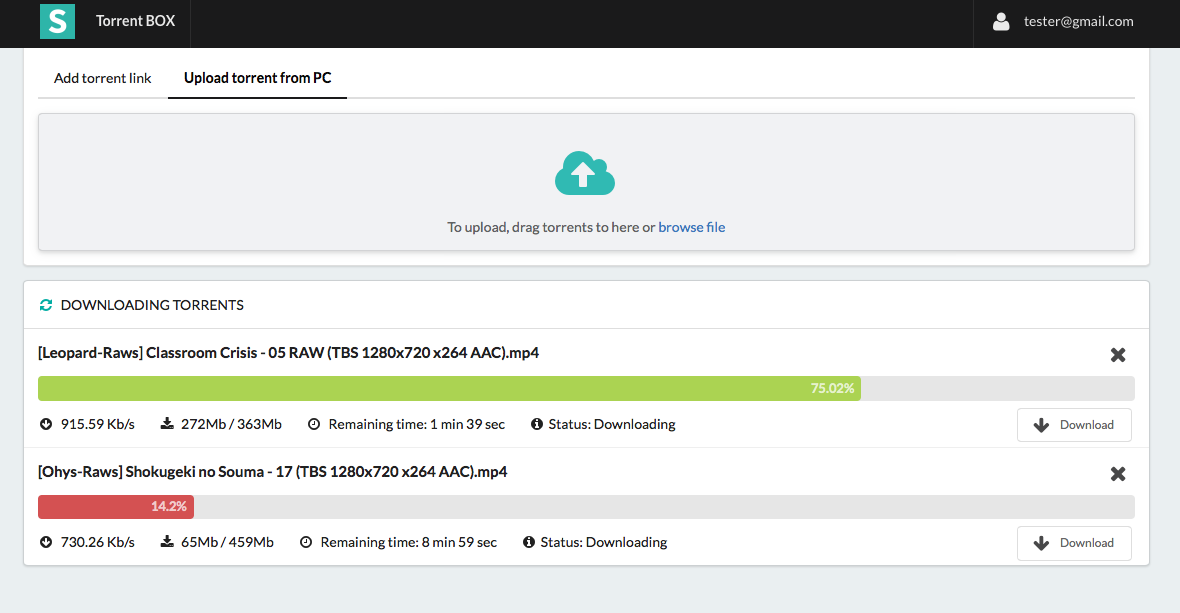 S Torrent BOX tester@gmail.com
Add torrent link Upload torrent from PC
To upload, drag torrents to here or browse file
DOWNLOADING TORRENTS
[Leopard-Raws] Classroom Crisis - 05 RAW (TBS 1280x720 x264 AAC).mp4
75.02%
915.59 Kb/s 272Mb / 363Mb Remaining time: 1 min 39 sec Status: Downloading Download
[Ohys-Raws] Shokugeki no Souma - 17 (TBS 1280x720 x264 AAC).mp4
14.2%
730.26 Kb/s 65Mb / 459Mb Remaining time: 8 min 59 sec Status: Downloading Download